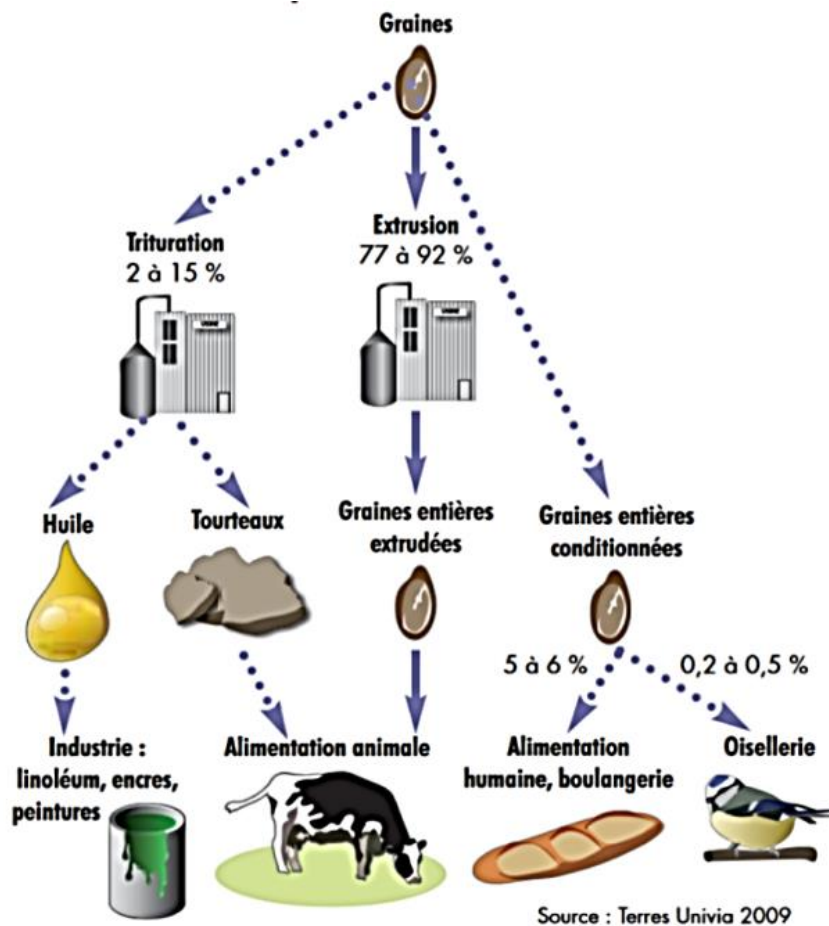 Graines
Trituration
2 à 15 %
Extrusion
77 à 92 %
Huile
Tourteaux
Graines entières
extrudées
Graines entières
conditionnées
5 à 6 %
0,2 à 0,5 %
Industrie :
linoléum, encres,
peintures
Alimentation animale
Alimentation
humaine, boulangerie
Oisellerie
Source : Terres Univia 2009